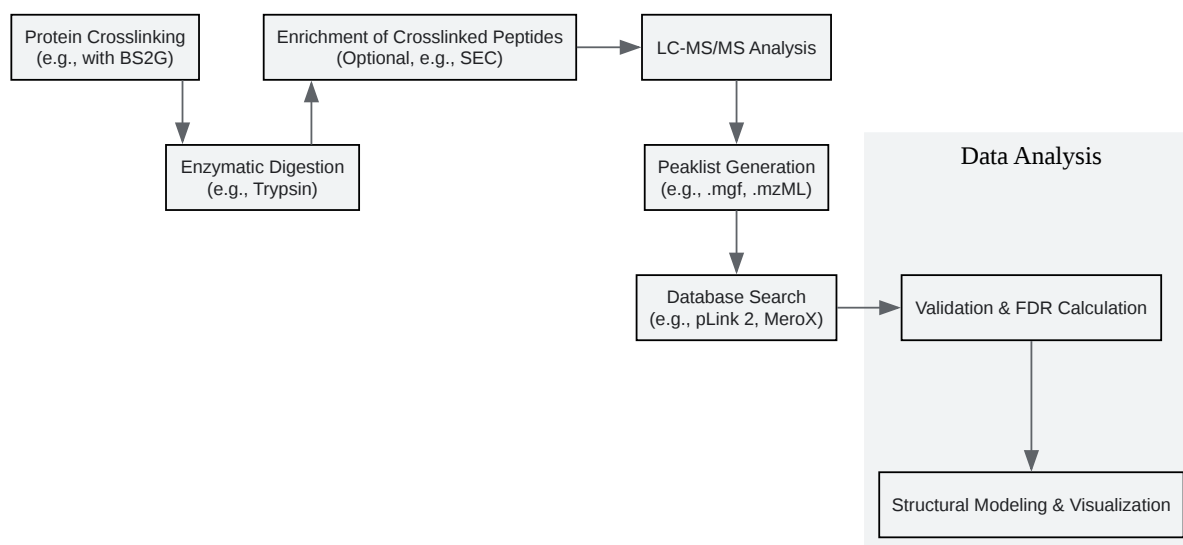 Protein Crosslinking
(e.g., with BS2G)
Enzymatic Digestion
(e.g., Trypsin)
Enrichment of Crosslinked Peptides
(Optional, e.g., SEC)
LC-MS/MS Analysis
Peaklist Generation
(e.g., .mgf, .mzML)
Database Search
(e.g., pLink 2, MeroX)
Data Analysis
Validation & FDR Calculation
Structural Modeling & Visualization